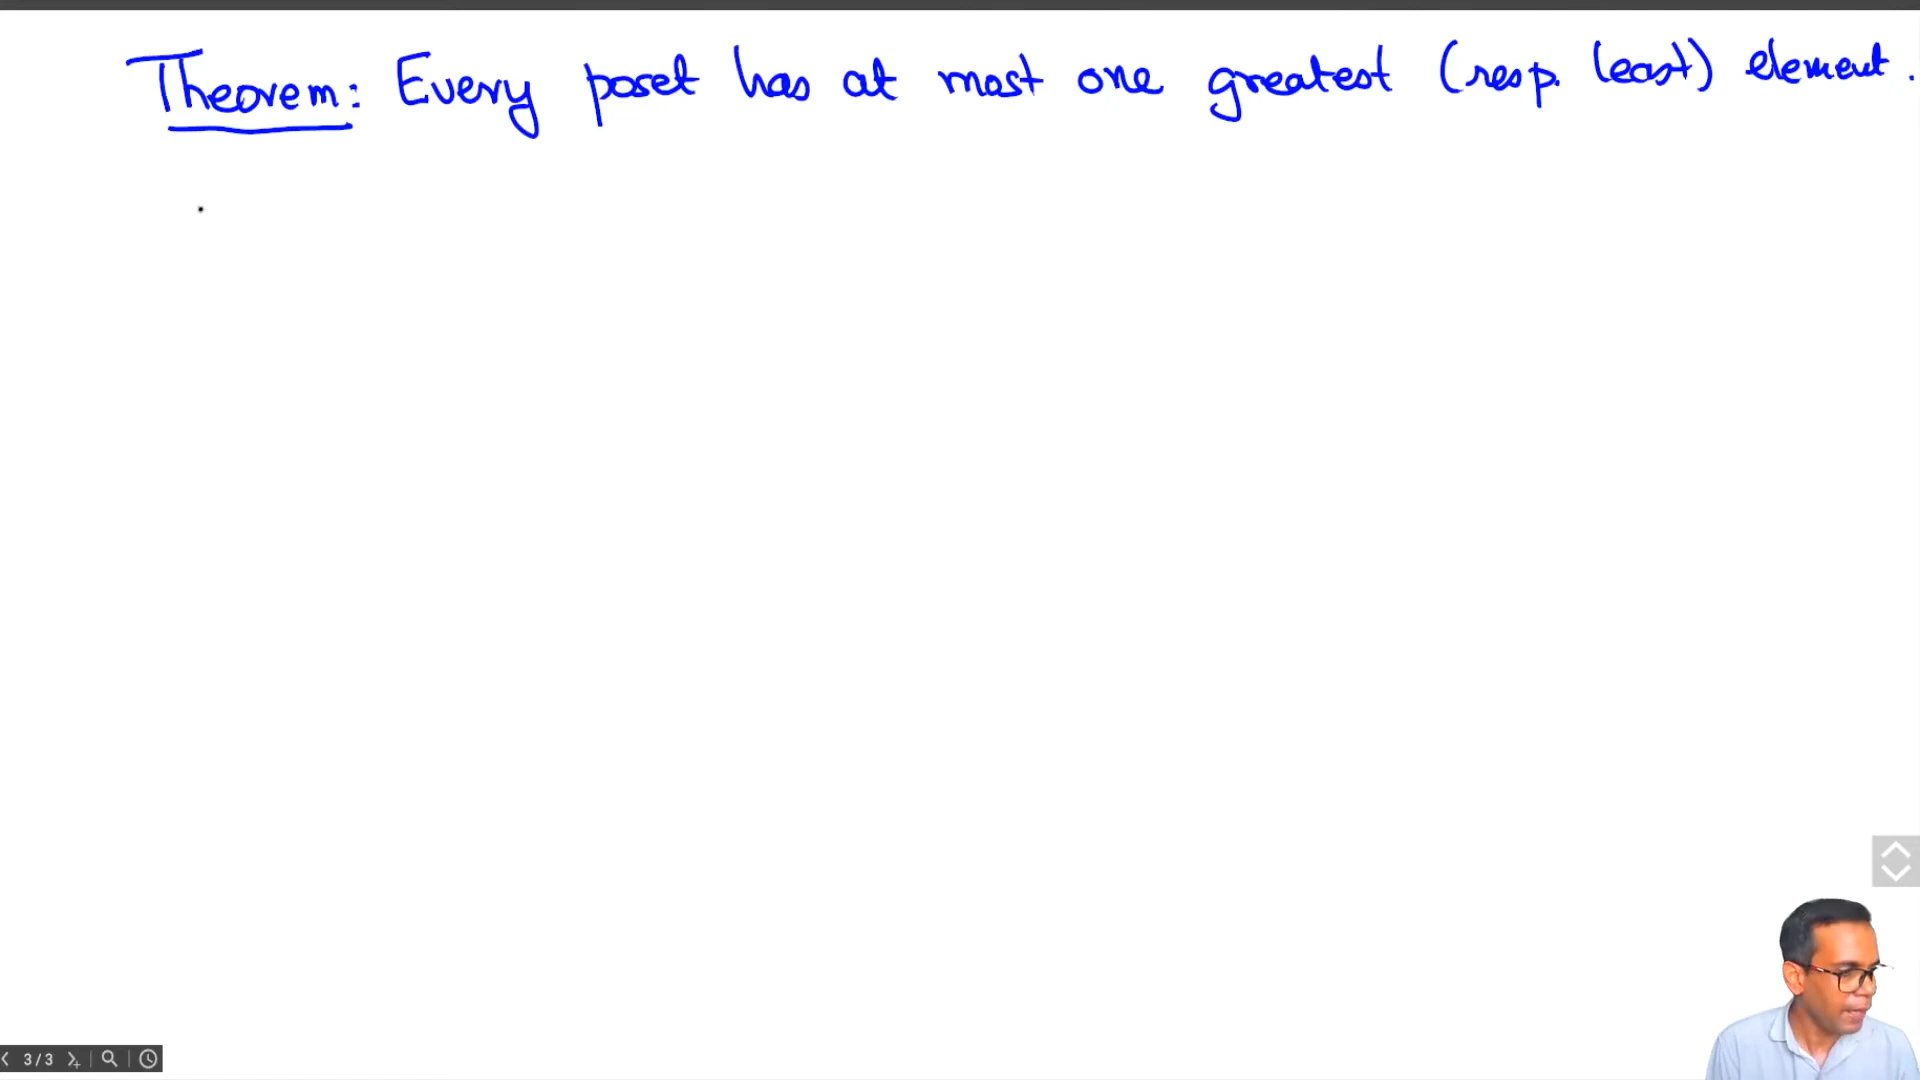 Theorem: Every poset has at most one greatest (resp. least) element.
3/3